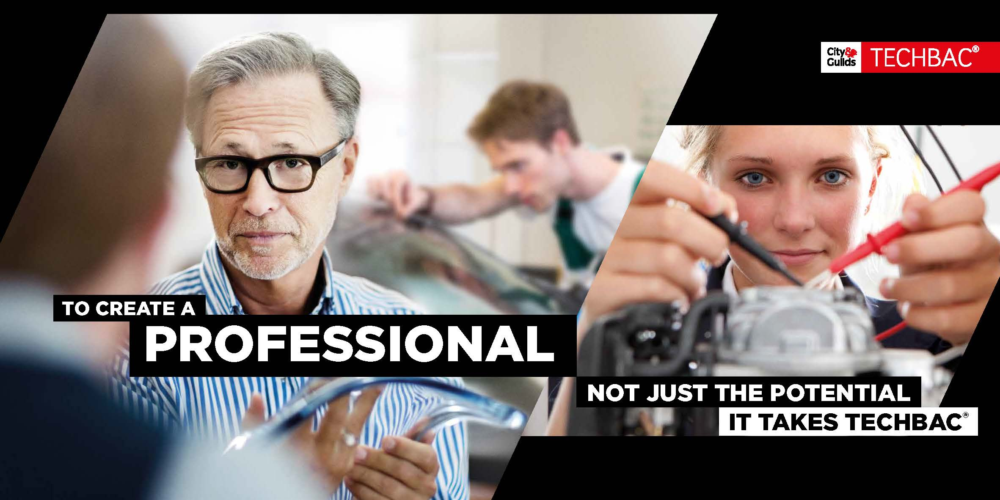 City&
Guilds
TECHBAC®
TO CREATE A
PROFESSIONAL
NOT JUST THE POTENTIAL
IT TAKES TECHBAC®